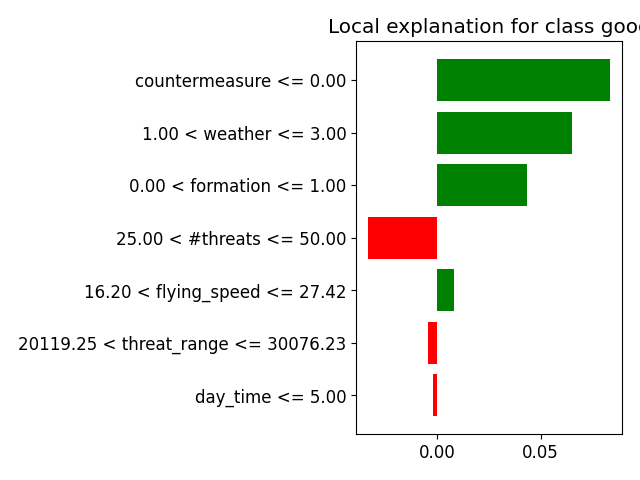 Local explanation for class goo
countermeasure <= 0.00
1.00 < weather <= 3.00
0.00 < formation <= 1.00
25.00 < #threats <= 50.00
16.20 < flying_speed <= 27.42
20119.25 < threat_range <= 30076.23
day_time <= 5.00
0.00 0.05